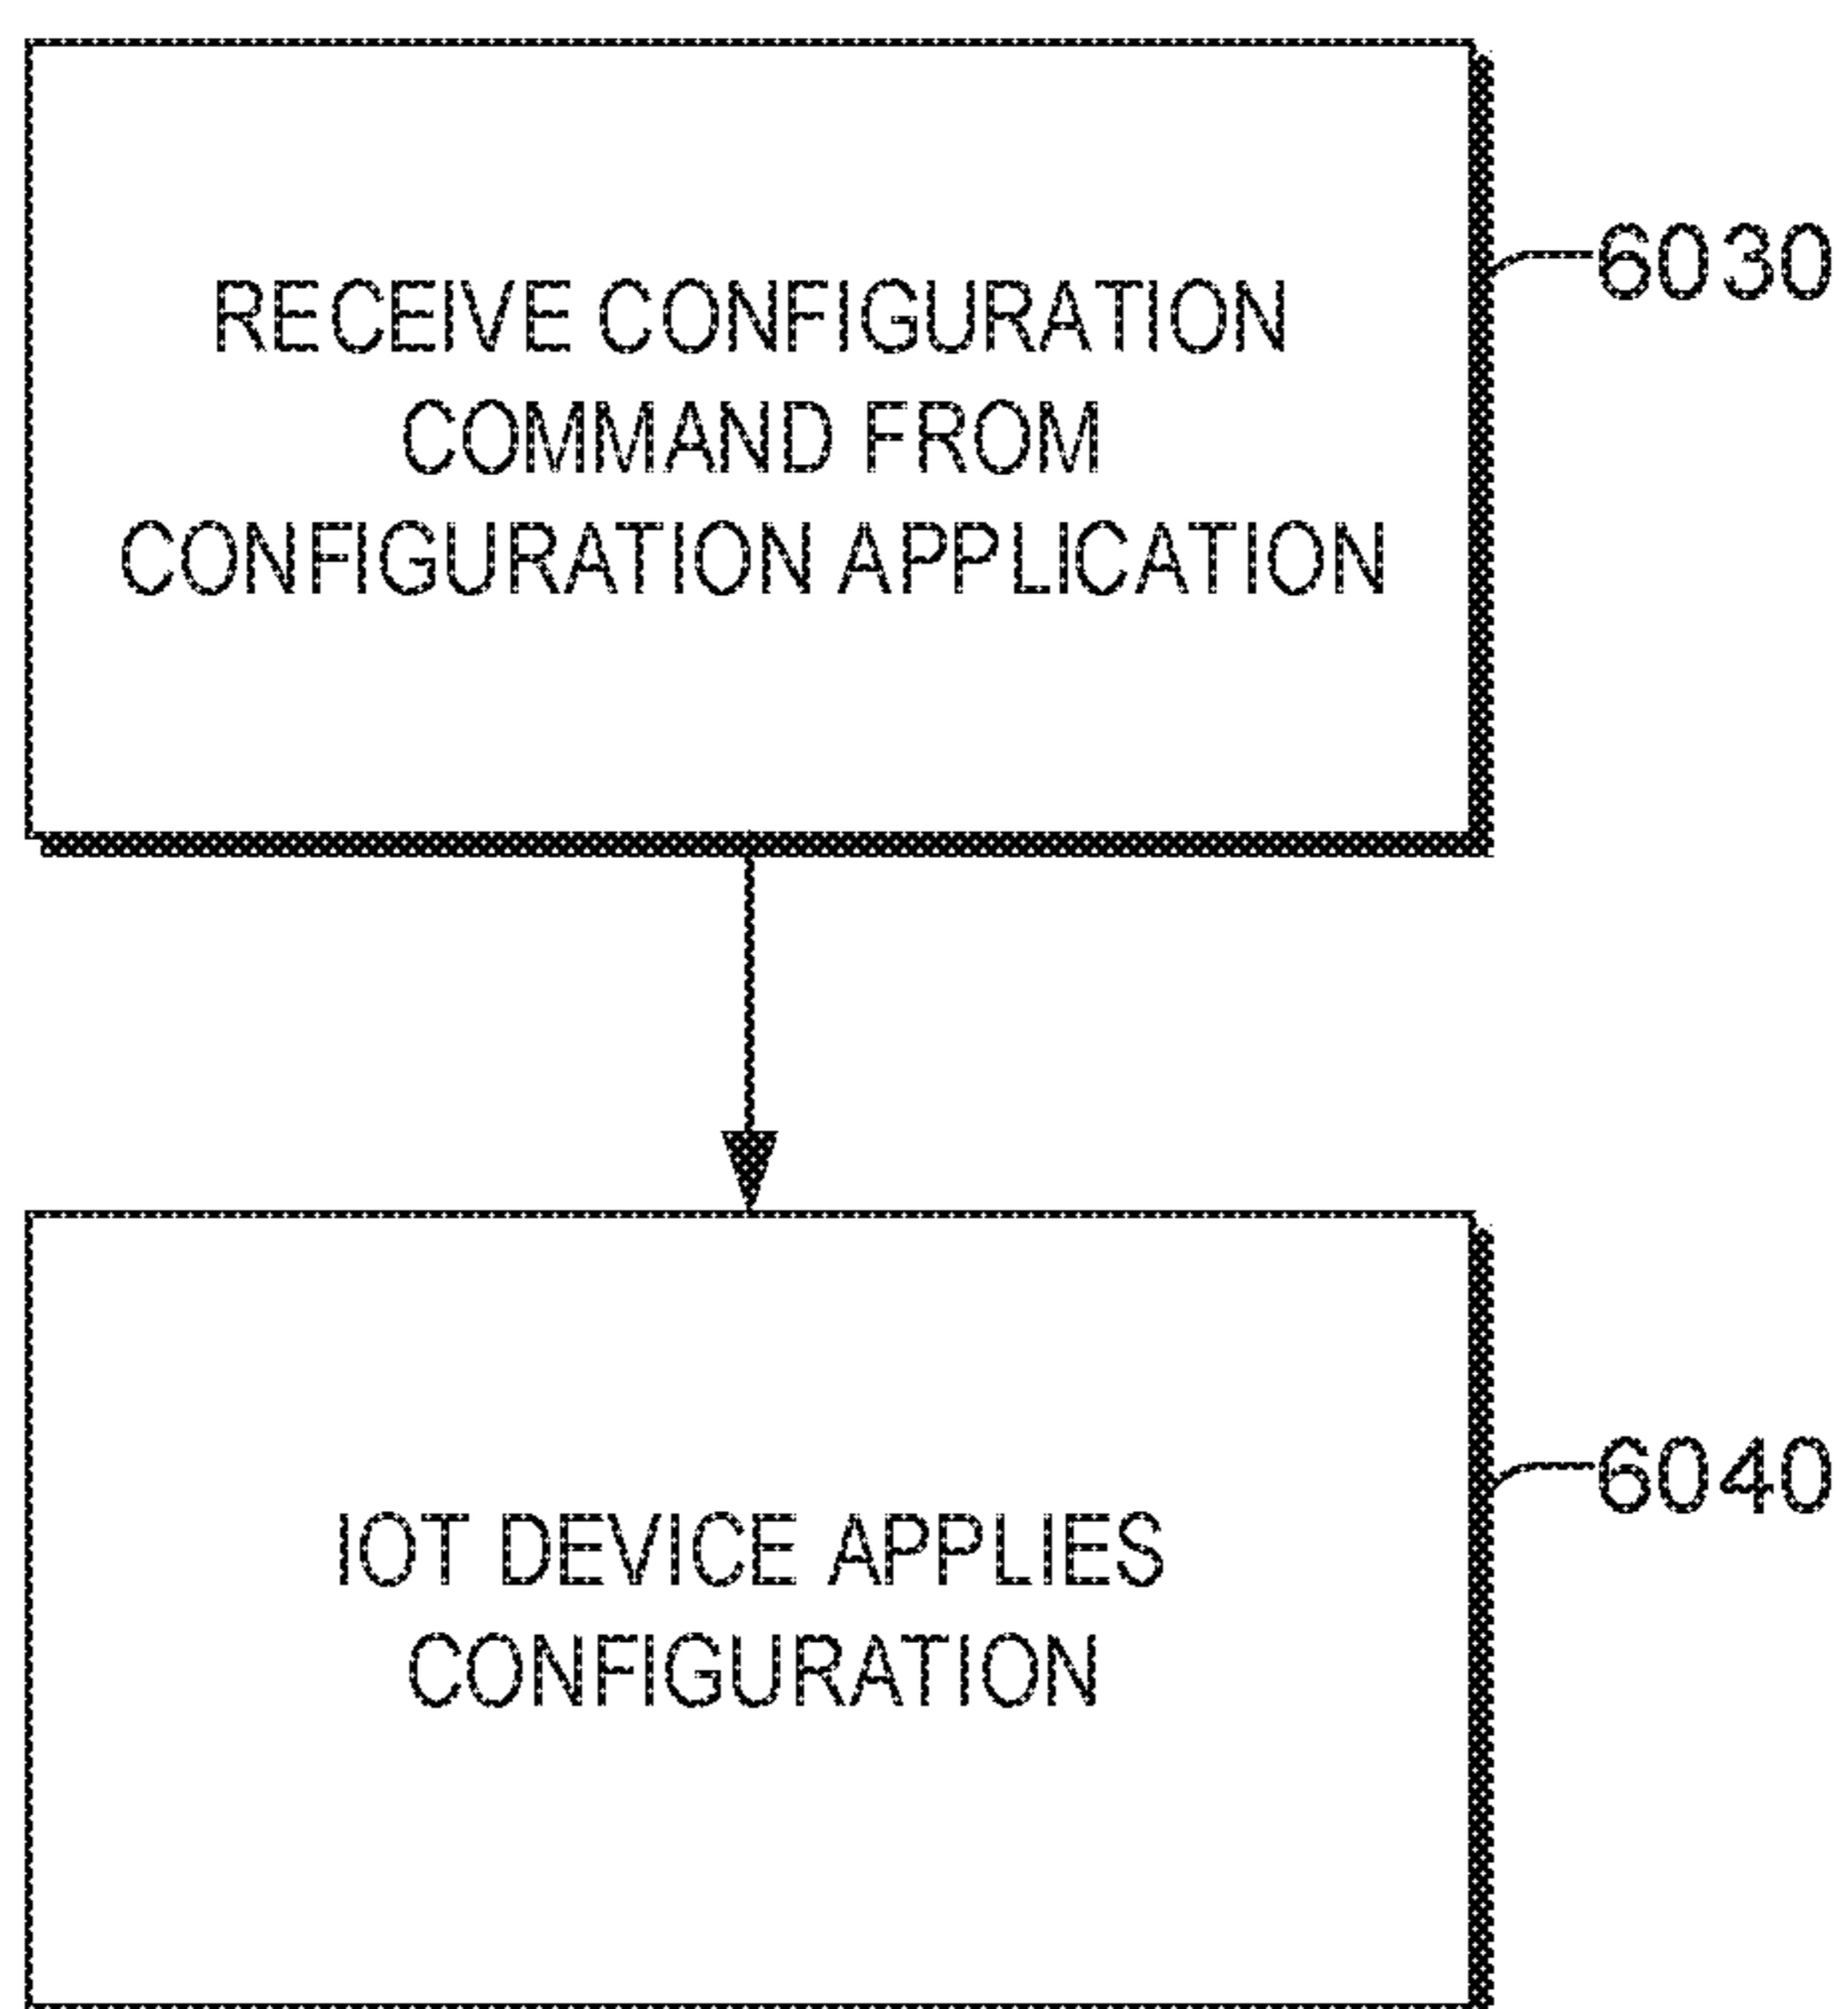 RECEIVE CONFIGURATION
COMMAND FROM
CONFIGURATION APPLICATION
6030
IOT DEVICE APPLIES
CONFIGURATION
6040